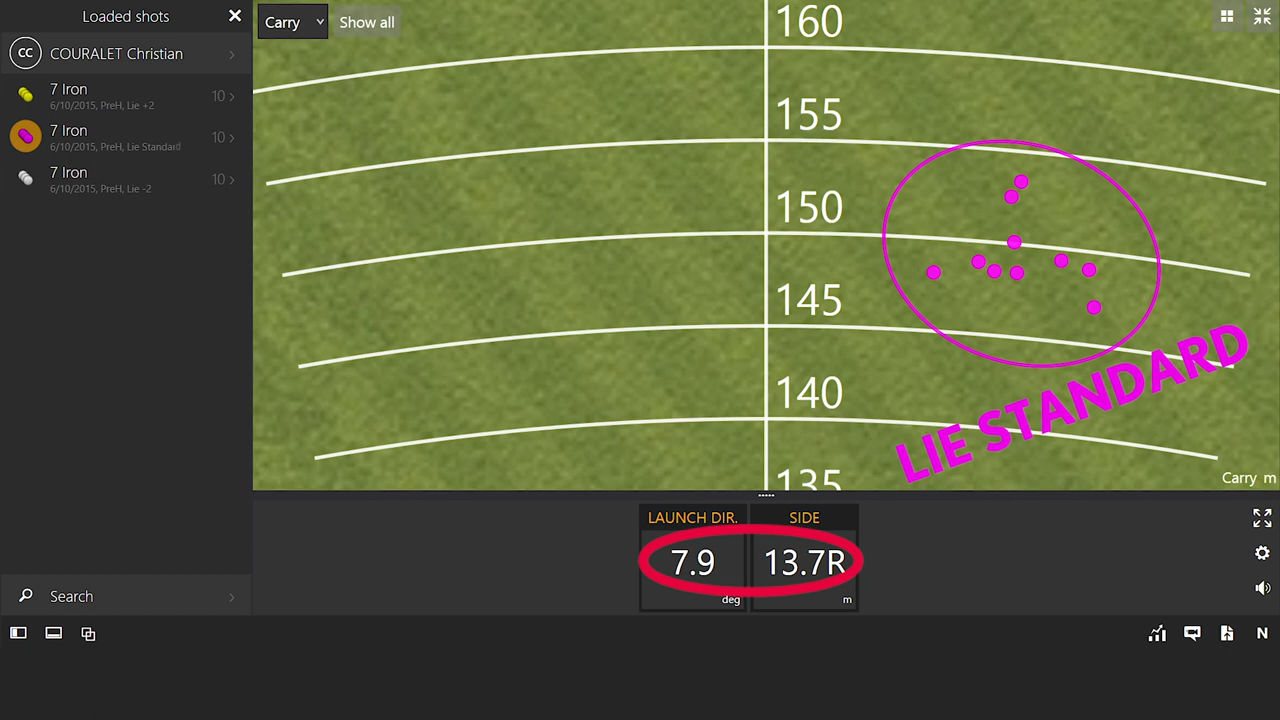 Loaded shots
CC COURALET Christian
7 Iron
6/10/2015, PreH, Lie +2
10
7 Iron
6/10/2015, PreH, Lie Standard
10
7 Iron
6/10/2015, PreH, Lie -2
10
Search
Carry
Show all
160
155
150
145
140
135
LIE STANDARD
Carry m
LAUNCH DIR.
7.9
deg
SIDE
13.7R
m
N